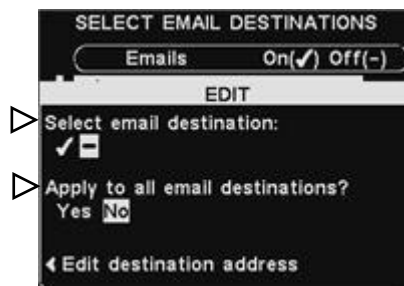 SELECT EMAIL DESTINATIONS
Emails On(✓) Off(–)
EDIT
Select email destination:
✓ –
Apply to all email destinations?
Yes No
◀ Edit destination address